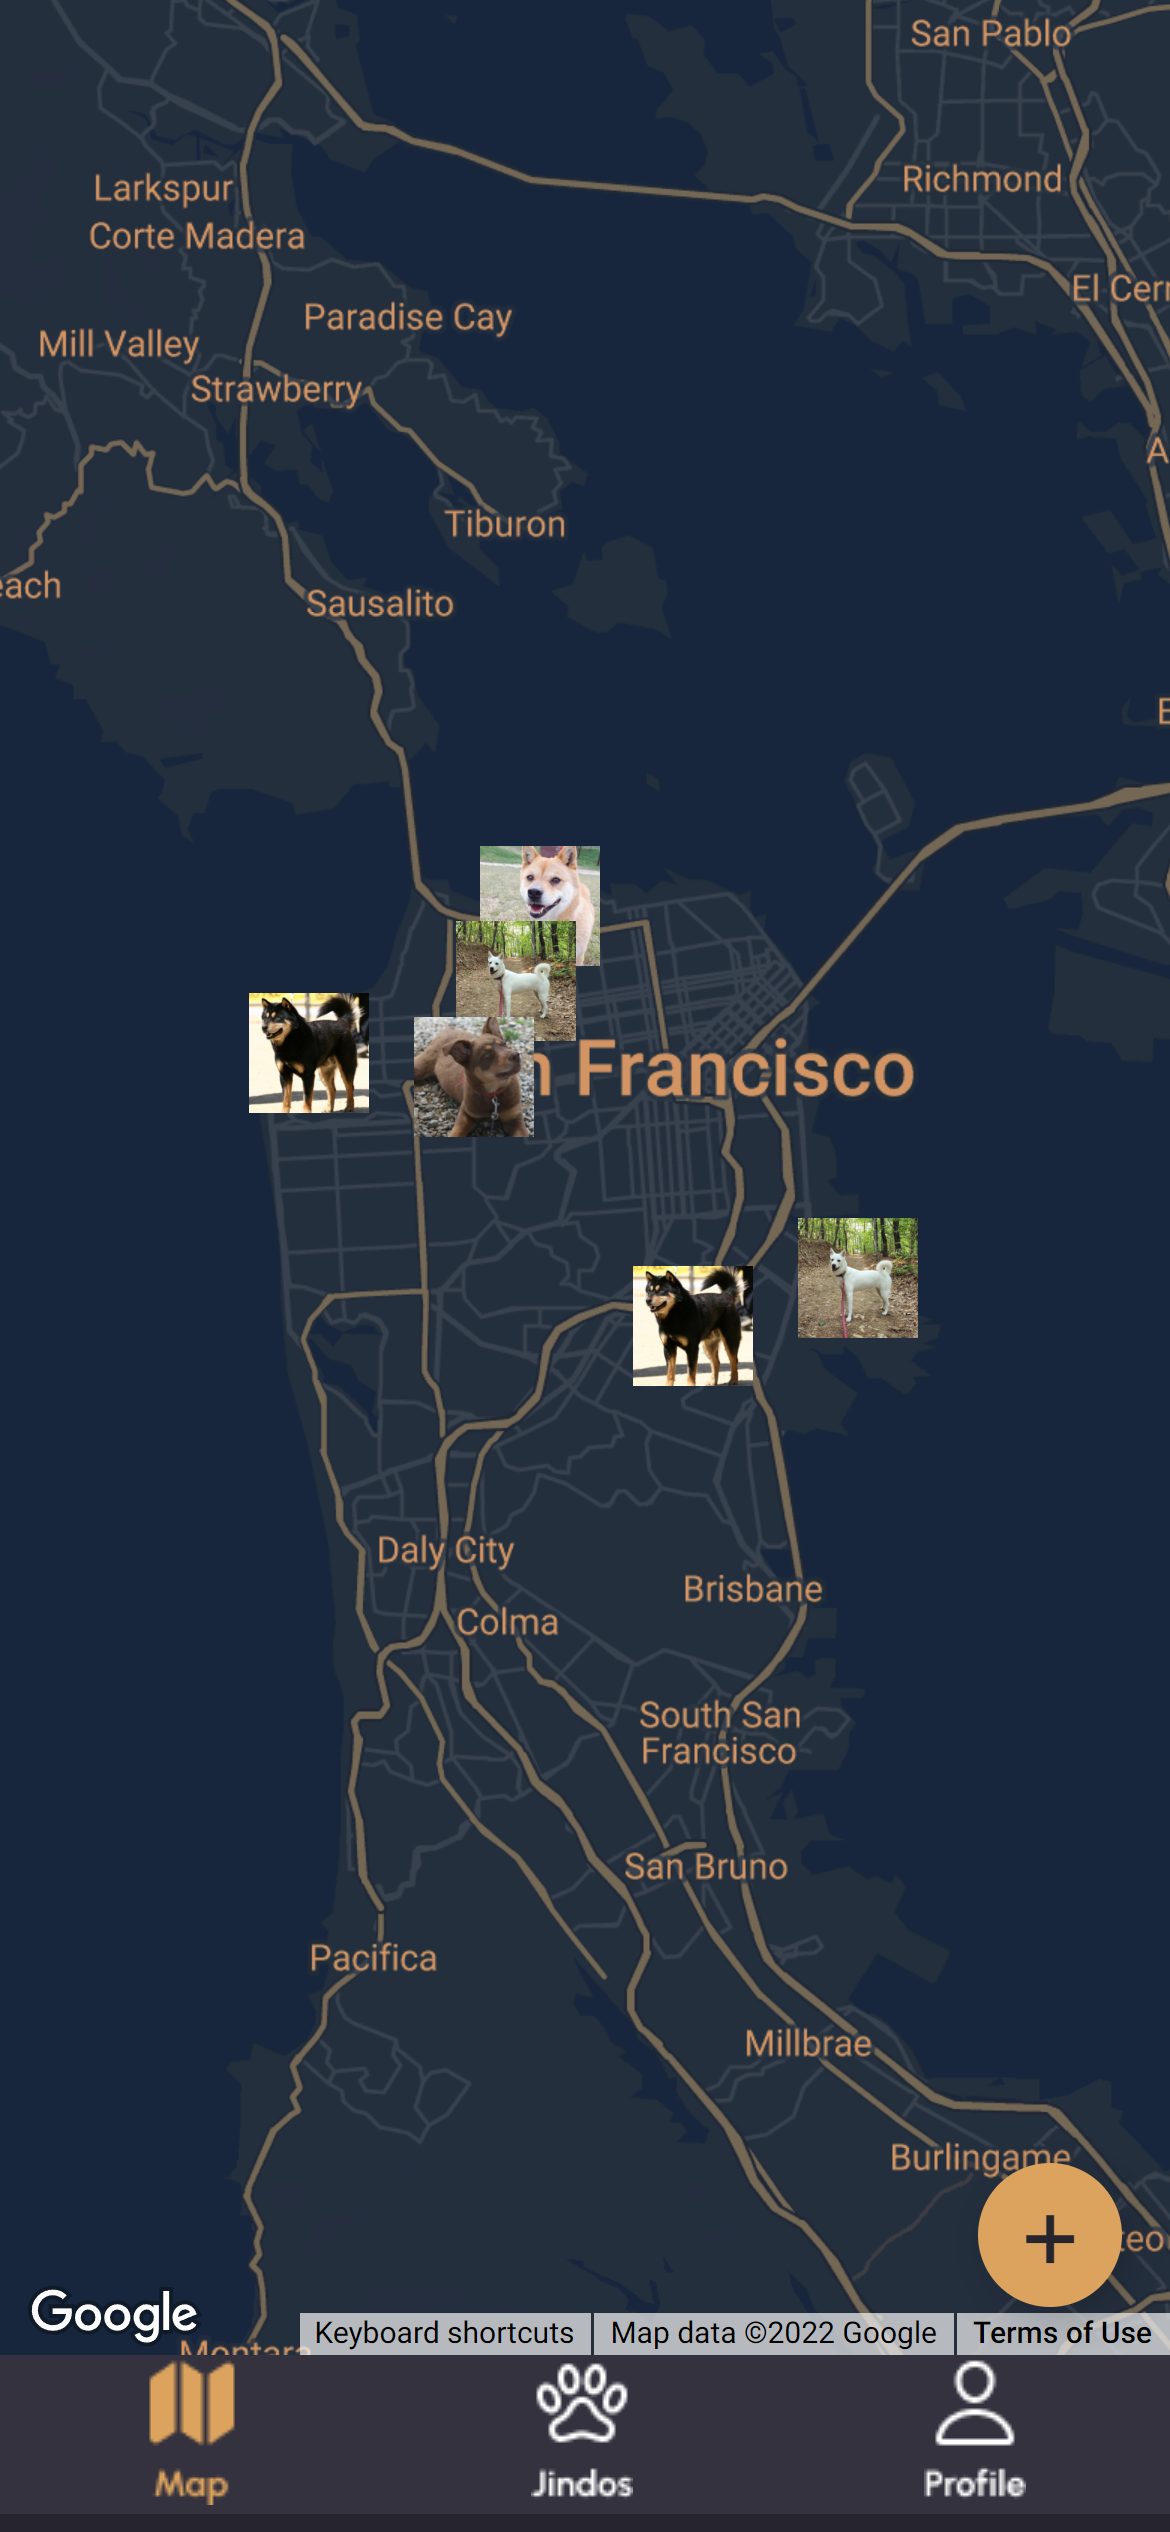 San Pablo
Richmond
Larkspur
Corte Madera
El Cerr
Paradise Cay
Mill Valley
Strawberry
A
Tiburon
each
Sausalito
E
n Francisco
Daly City
Brisbane
Colma
South San
Francisco
San Bruno
Pacifica
Millbrae
Burlingame
+
teo
Google
Keyboard shortcuts
Map data ©2022 Google
Terms of Use
Montara
Map
Jindos
Profile